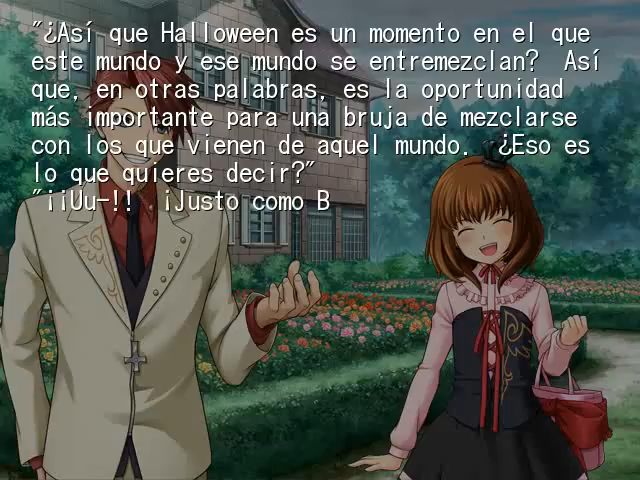 "¿Así que Halloween es un momento en el que
este mundo y ese mundo se entremezclan?  Así
que, en otras palabras, es la oportunidad
más importante para una bruja de mezclarse
con los que vienen de aquel mundo.  ¿Eso es
lo que quieres decir?"
"¡¡Uu-!!  ¡Justo como B